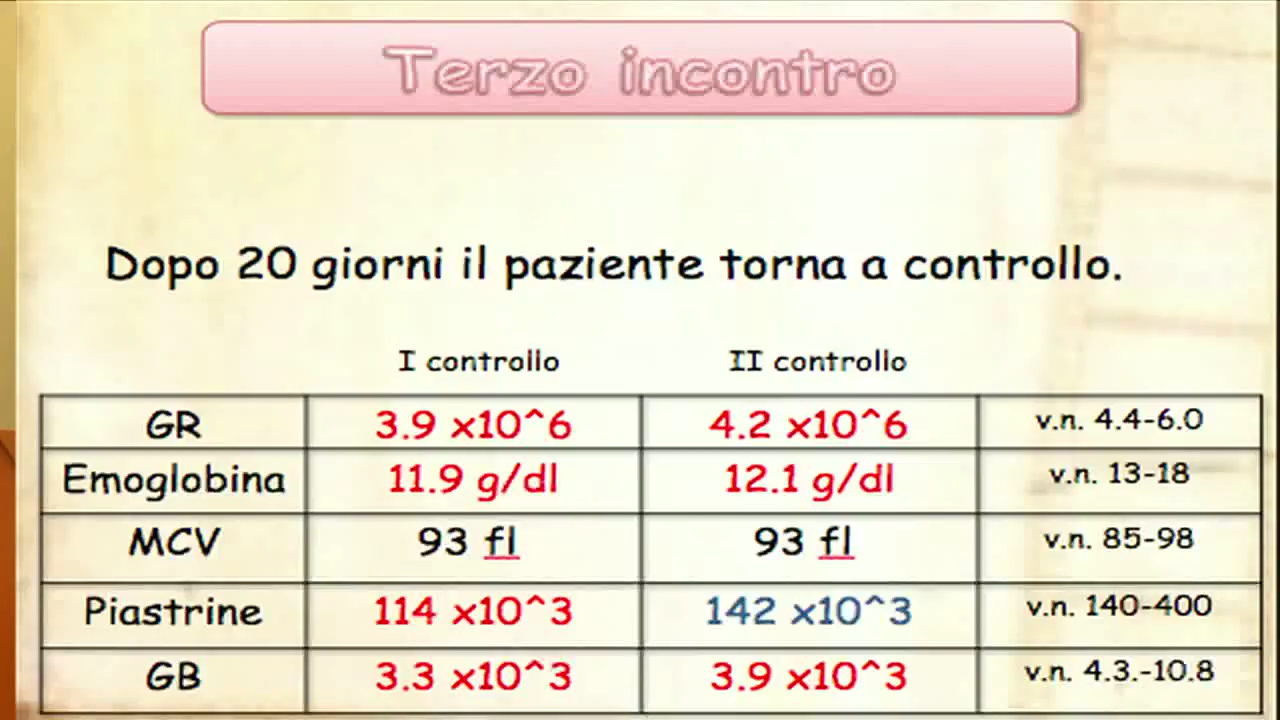 Terzo incontro
Dopo 20 giorni il paziente torna a controllo.
I controllo II controllo
GR 3.9 x10^6 4.2 x10^6 v.n. 4.4-6.0
Emoglobina 11.9 g/dl 12.1 g/dl v.n. 13-18
MCV 93 fl 93 fl v.n. 85-98
Piastrine 114 x10^3 142 x10^3 v.n. 140-400
GB 3.3 x10^3 3.9 x10^3 v.n. 4.3.-10.8